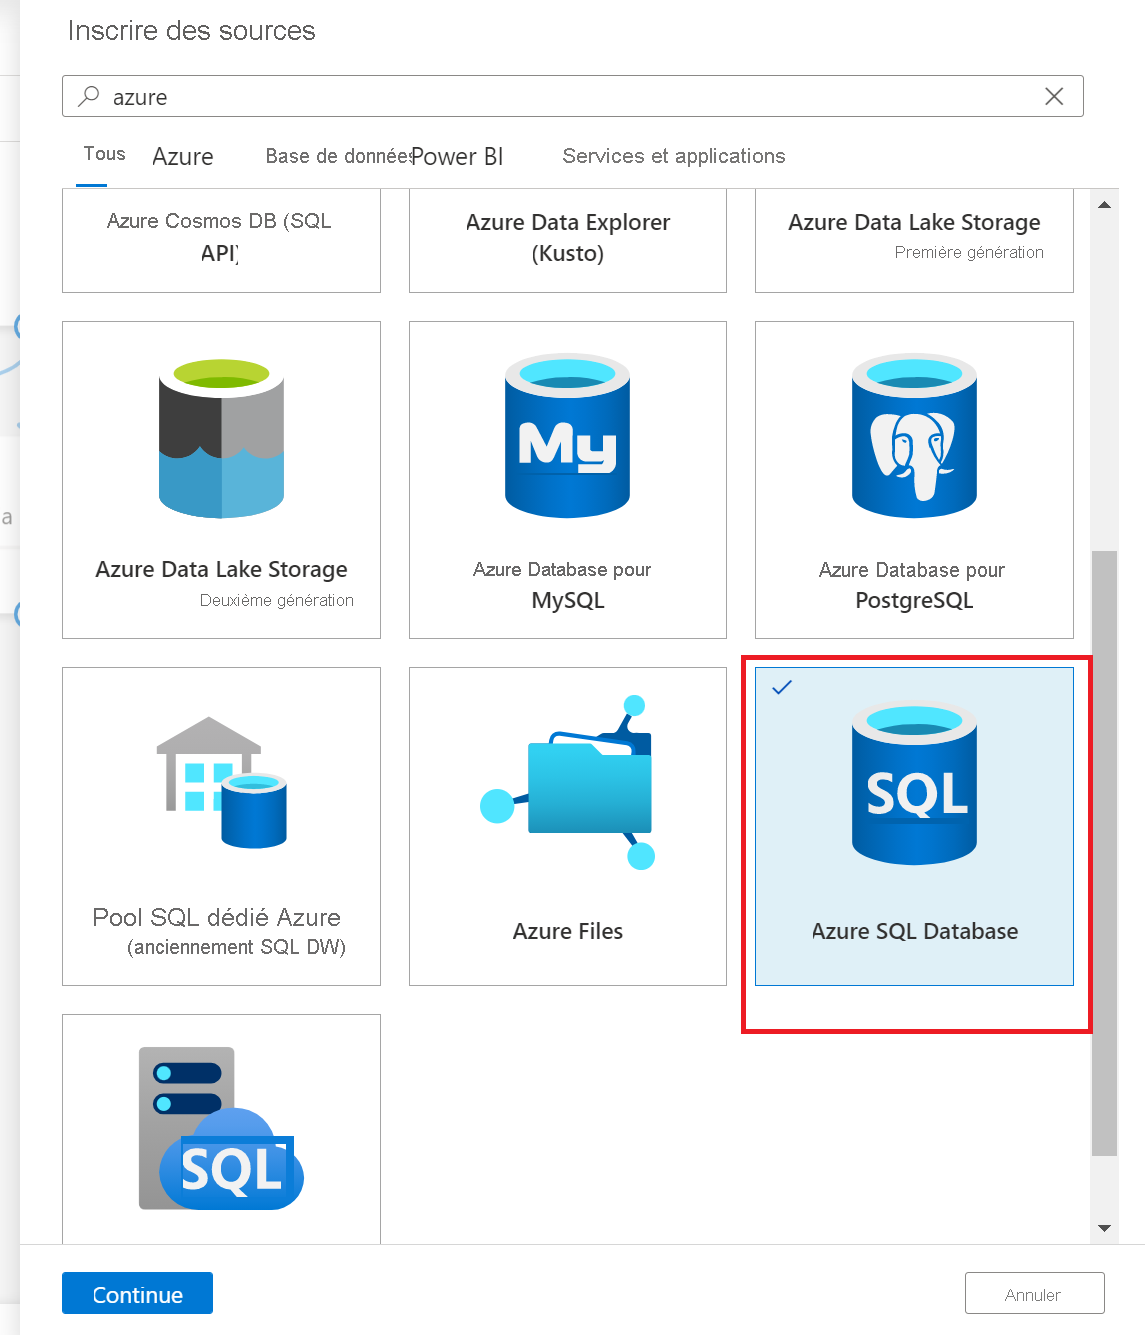 Inscrire des sources
azure
Tous
Azure
Base de données
Power BI
Services et applications
Azure Cosmos DB (SQL
API)
Azure Data Explorer
(Kusto)
Azure Data Lake Storage
Première génération
Azure Data Lake Storage
Deuxième génération
My
Azure Database pour
MySQL
Azure Database pour
PostgreSQL
Pool SQL dédié Azure
(anciennement SQL DW)
Azure Files
SQL
Azure SQL Database
SQL
a
Continue
Annuler